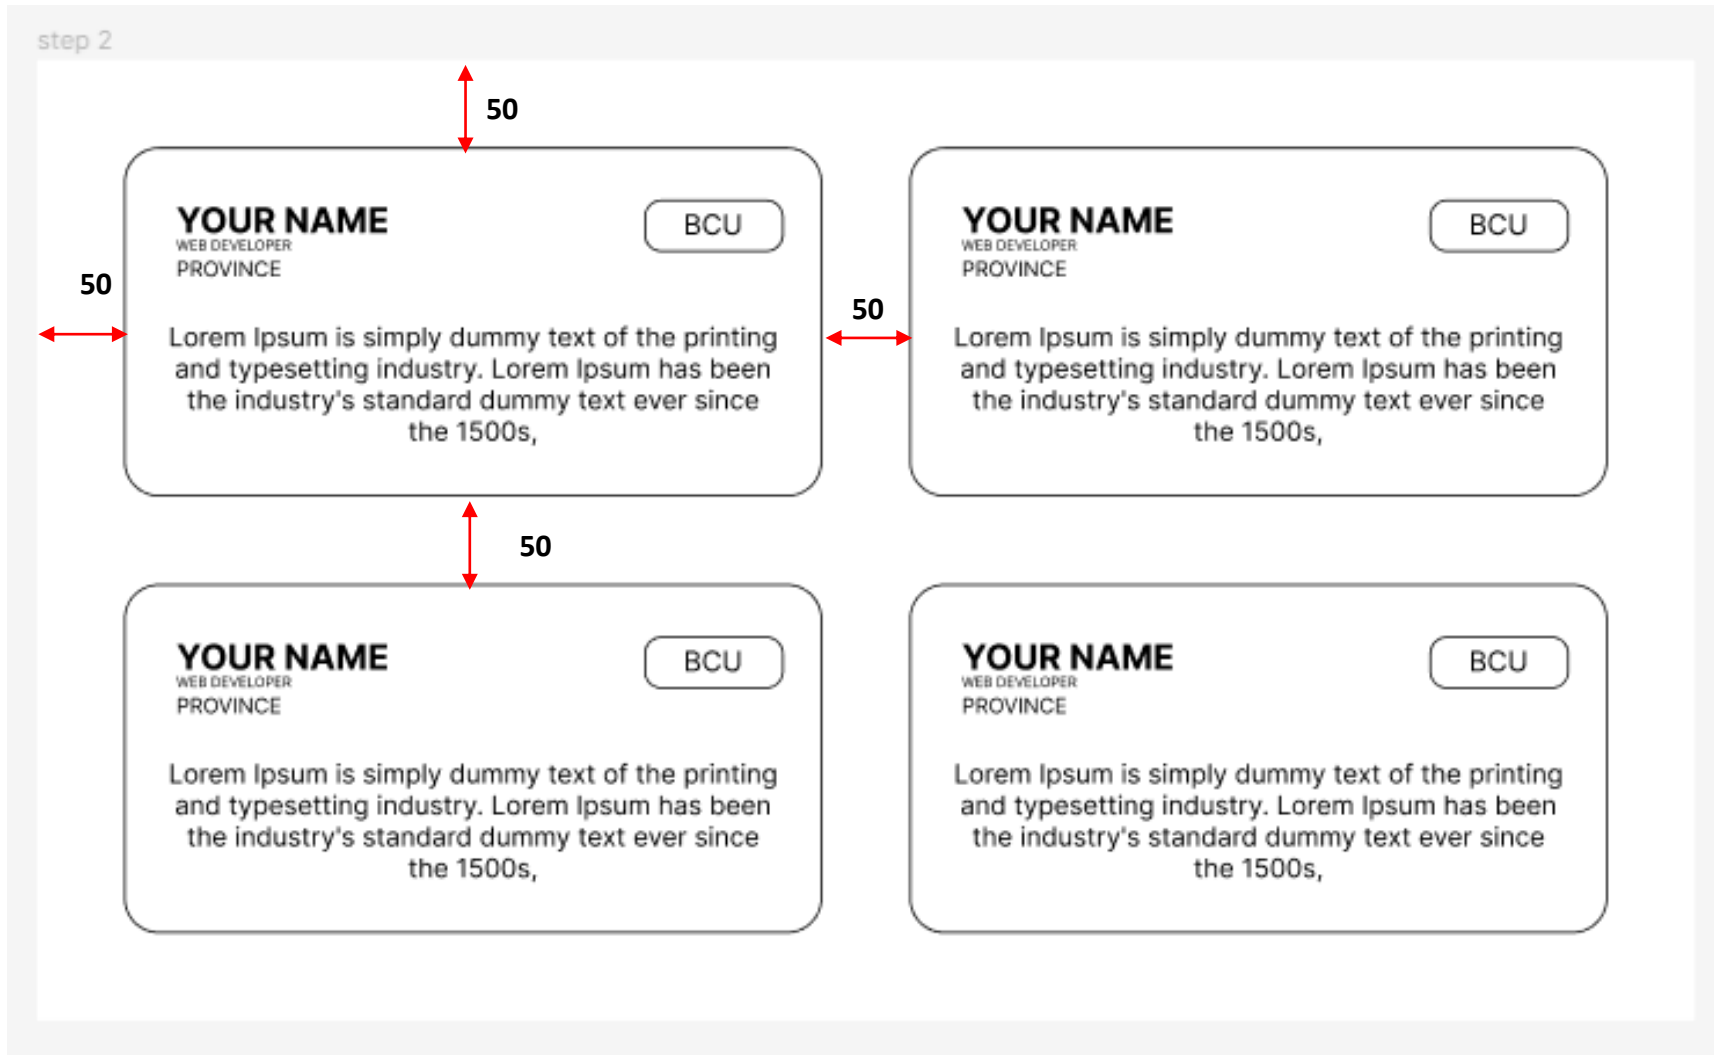 step 2
50
YOUR NAME
WEB DEVELOPER
PROVINCE
BCU
50
Lorem Ipsum is simply dummy text of the printing
and typesetting industry. Lorem Ipsum has been
the industry's standard dummy text ever since
the 1500s,
50
YOUR NAME
WEB DEVELOPER
PROVINCE
BCU
Lorem Ipsum is simply dummy text of the printing
and typesetting industry. Lorem Ipsum has been
the industry's standard dummy text ever since
the 1500s,
50
YOUR NAME
WEB DEVELOPER
PROVINCE
BCU
Lorem Ipsum is simply dummy text of the printing
and typesetting industry. Lorem Ipsum has been
the industry's standard dummy text ever since
the 1500s,
YOUR NAME
WEB DEVELOPER
PROVINCE
BCU
Lorem Ipsum is simply dummy text of the printing
and typesetting industry. Lorem Ipsum has been
the industry's standard dummy text ever since
the 1500s,